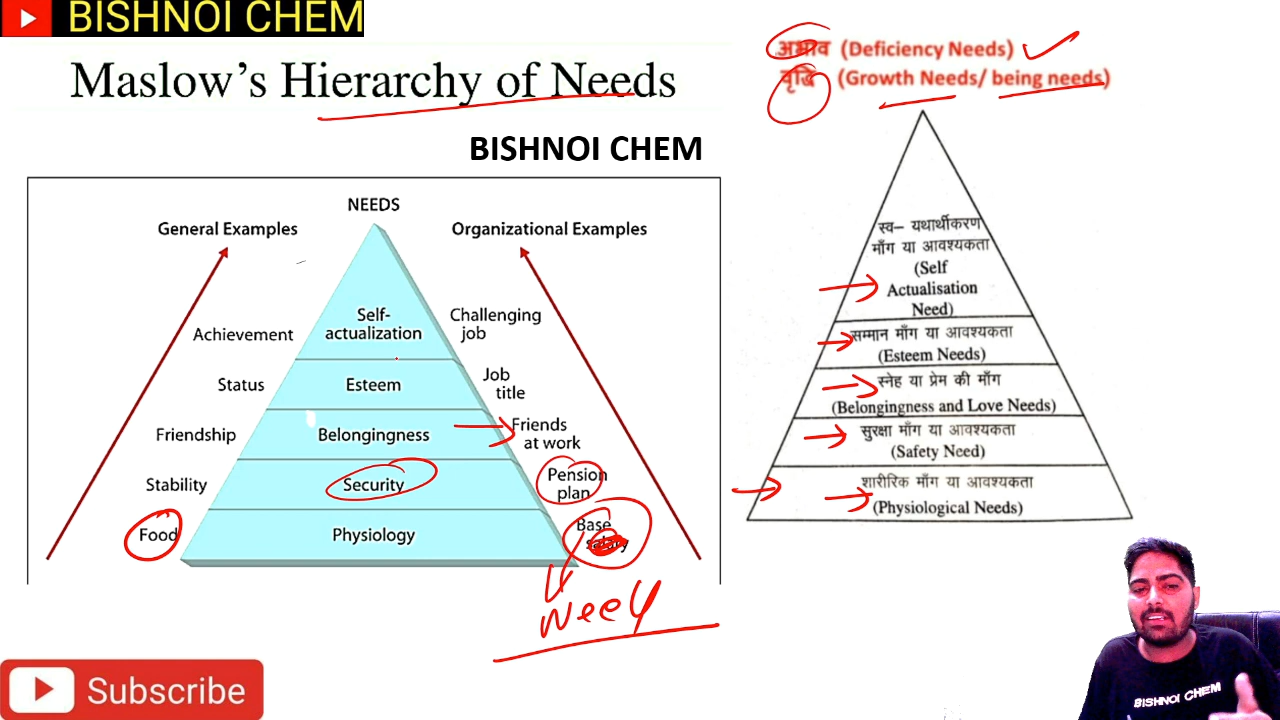 BISHNOI CHEM
Maslow's Hierarchy of Needs
BISHNOI CHEM
NEEDS
General Examples
Organizational Examples
Self-
actualization
Achievement
Challenging
job
Esteem
Status
Job
title
Belongingness
Friendship
Friends
at work
Security
Stability
Pension
plan
Physiology
Food
Base
Need
Subscribe
अभाव (Deficiency Needs)
वृद्धि (Growth Needs/ being needs)
स्व– यथार्थीकरण
माँग या आवश्यकता
(Self
Actualisation
Need)
सम्मान माँग या आवश्यकता
(Esteem Needs)
स्नेह या प्रेम की माँग
(Belongingness and Love Needs)
सुरक्षा माँग या आवश्यकता
(Safety Need)
शारीरिक माँग या आवश्यकता
(Physiological Needs)
BISHNOI CHEM